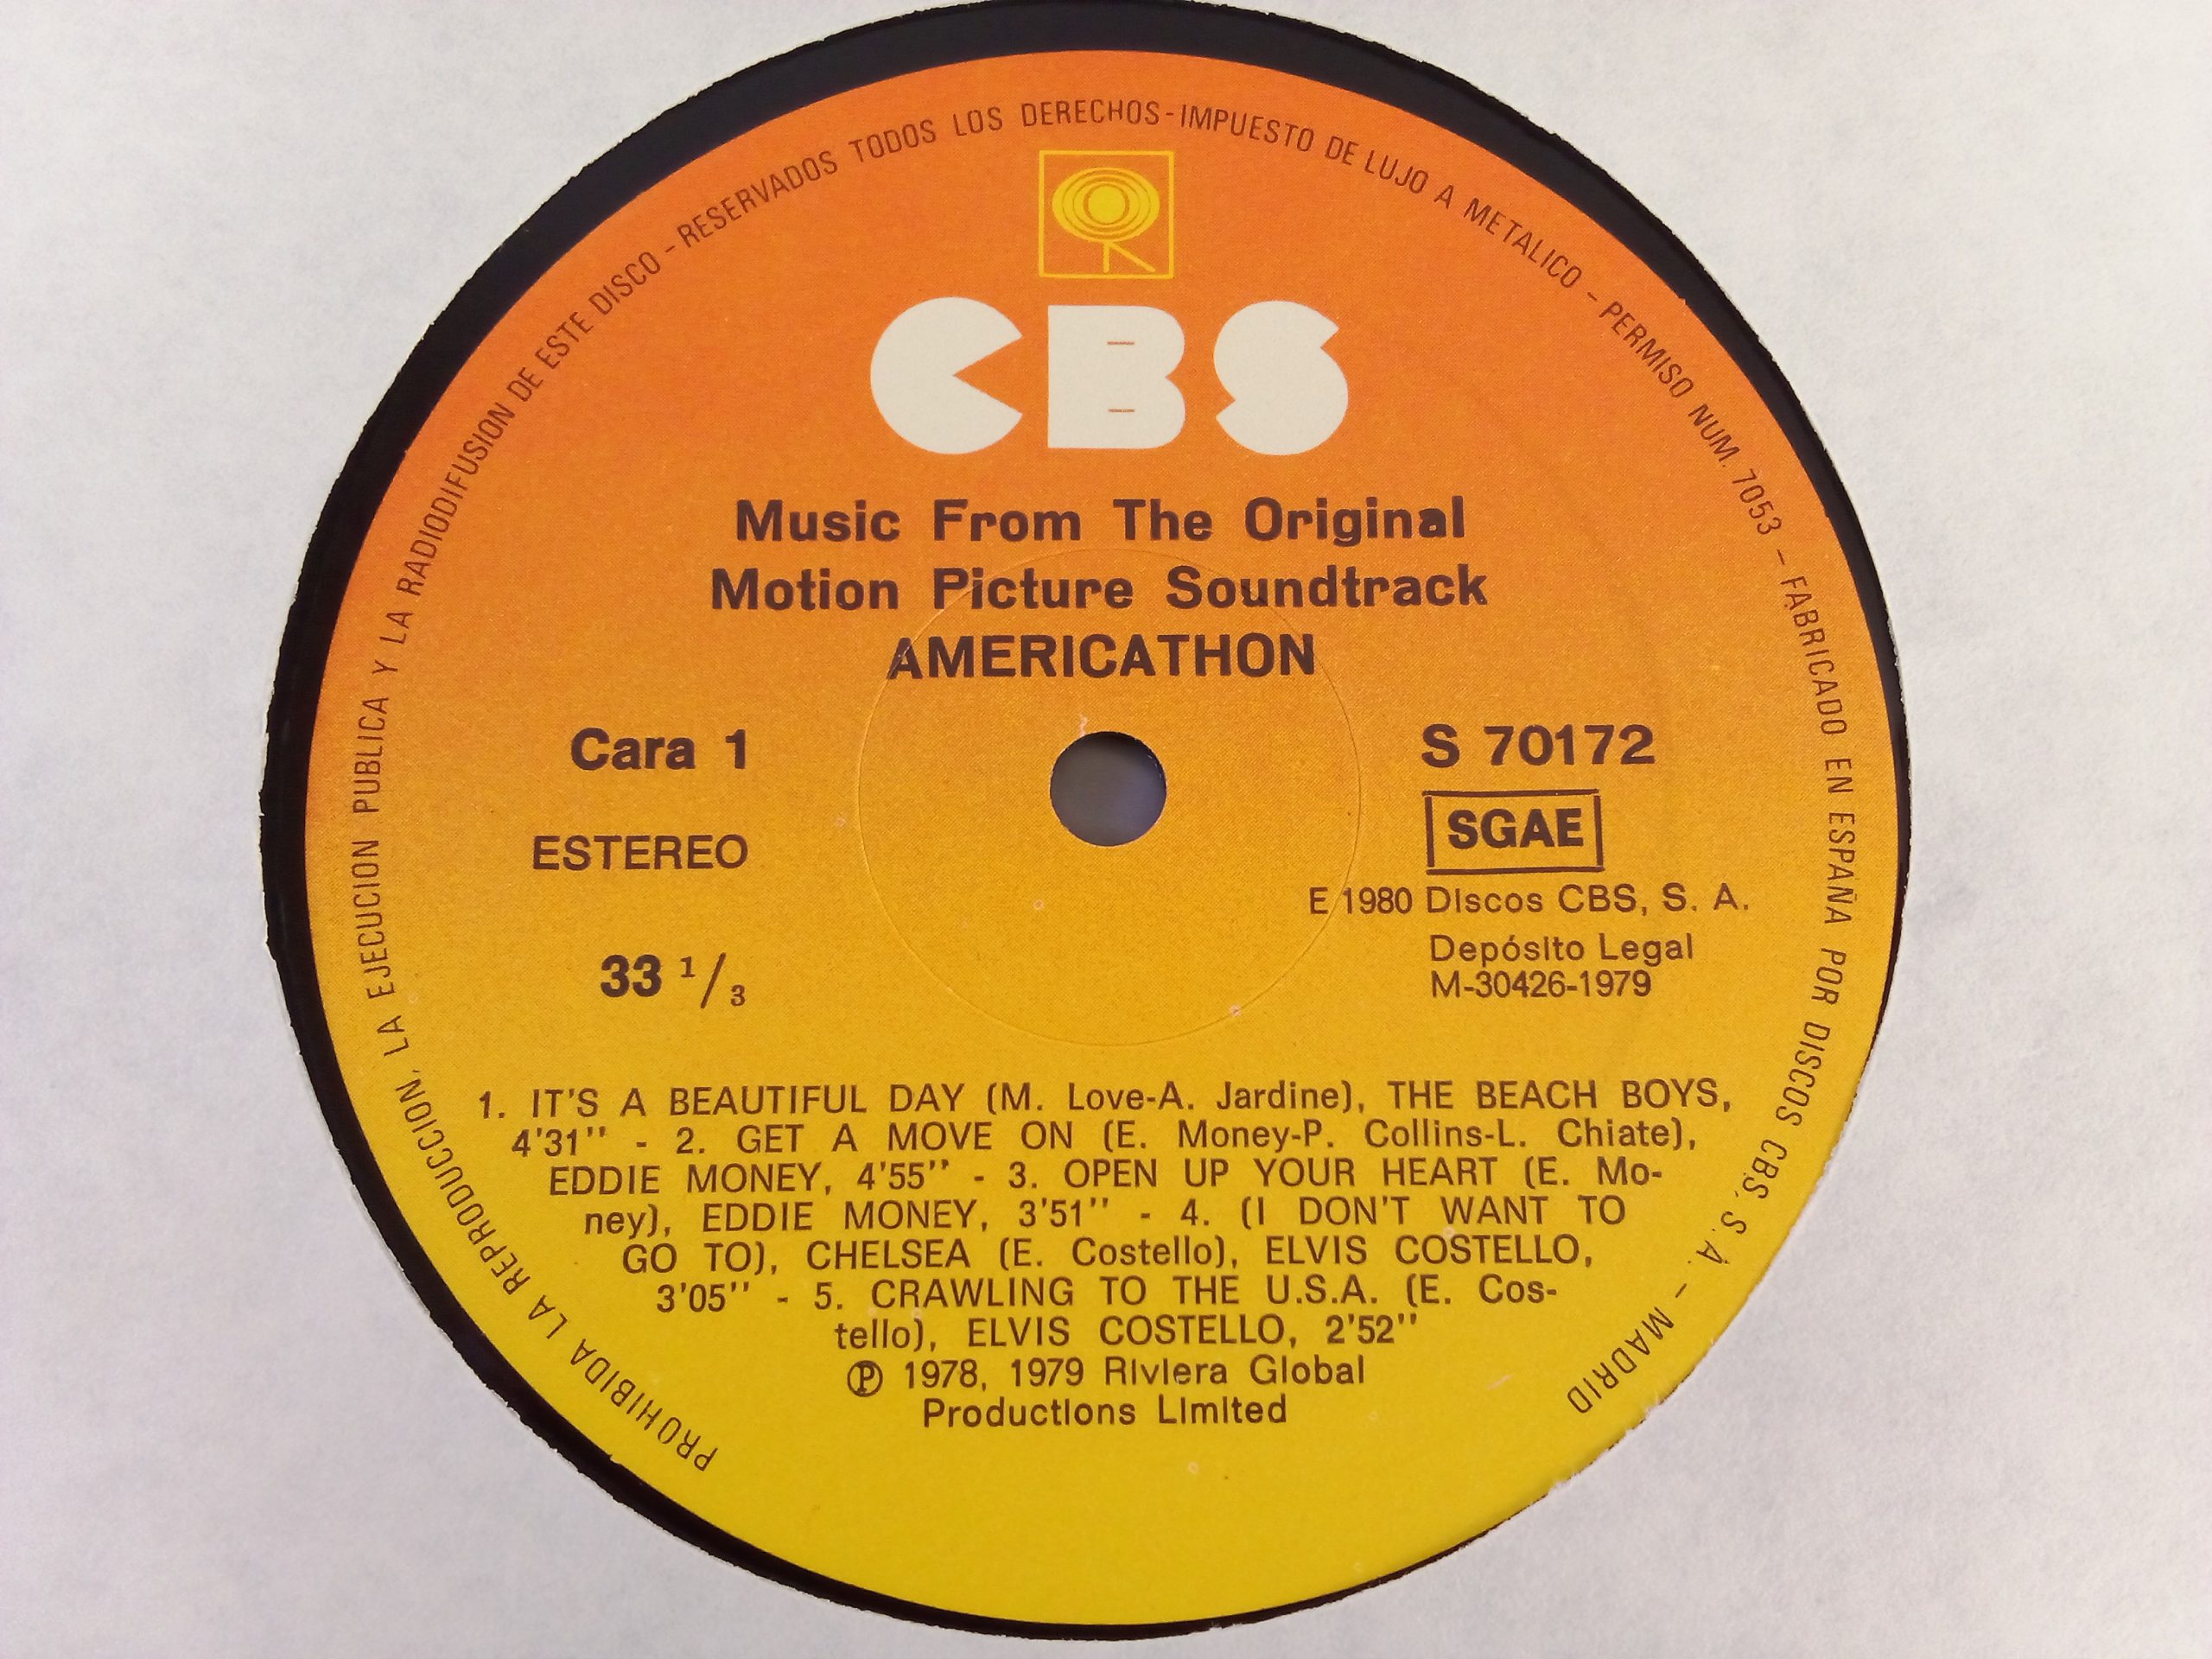 PROHIBIDA LA REPRODUCCION, LA EJECUCION PUBLICA Y LA RADIODIFUSION DE ESTE DISCO - RESERVADOS TODOS LOS DERECHOS - IMPUESTO DE LUJO A METALICO - PERMISO NUM. 7053 - FABRICADO EN ESPAÑA POR DISCOS CBS, S. A. - MADRID
CBS
Music From The Original
Motion Picture Soundtrack
AMERICATHON
Cara 1
S 70172
SGAE
ESTEREO
E 1980 Discos CBS, S. A.
Depósito Legal
M-30426-1979
33 1/3
1. IT'S A BEAUTIFUL DAY (M. Love-A. Jardine), THE BEACH BOYS,
4'31'' - 2. GET A MOVE ON (E. Money-P. Collins-L. Chiate),
EDDIE MONEY, 4'55'' - 3. OPEN UP YOUR HEART (E. Mo-
ney), EDDIE MONEY, 3'51'' - 4. (I DON'T WANT TO
GO TO), CHELSEA (E. Costello), ELVIS COSTELLO,
3'05'' - 5. CRAWLING TO THE U.S.A. (E. Cos-
tello), ELVIS COSTELLO, 2'52''
℗ 1978, 1979 Riviera Global
Productions Limited